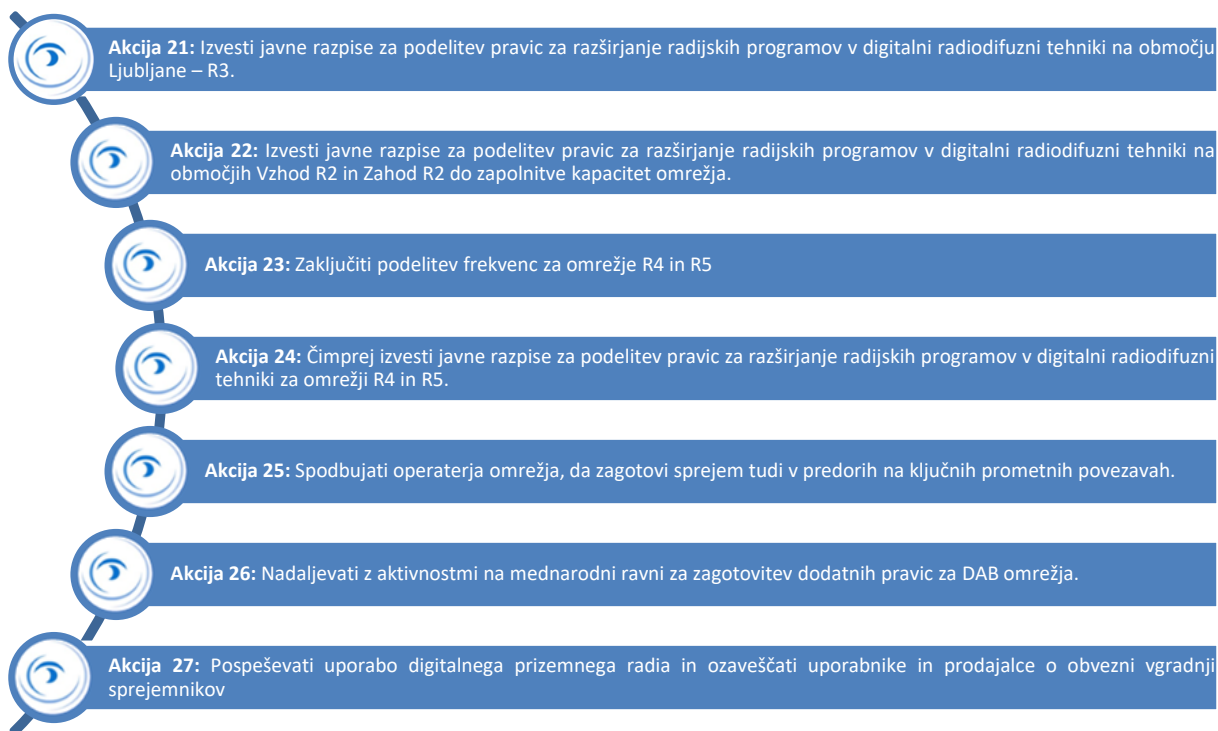 Akcija 21: Izvesti javne razpise za podelitev pravic za razširjanje radijskih programov v digitalni radiodifuzni tehniki na območju
Ljubljane – R3.
Akcija 22: Izvesti javne razpise za podelitev pravic za razširjanje radijskih programov v digitalni radiodifuzni tehniki na
območjih Vzhod R2 in Zahod R2 do zapolnitve kapacitet omrežja.
Akcija 23: Zaključiti podelitev frekvenc za omrežje R4 in R5
Akcija 24: Čimprej izvesti javne razpise za podelitev pravic za razširjanje radijskih programov v digitalni radiodifuzni
tehniki za omrežji R4 in R5.
Akcija 25: Spodbujati operaterja omrežja, da zagotovi sprejem tudi v predorih na ključnih prometnih povezavah.
Akcija 26: Nadaljevati z aktivnostmi na mednarodni ravni za zagotovitev dodatnih pravic za DAB omrežja.
Akcija 27: Pospeševati uporabo digitalnega prizemnega radia in ozaveščati uporabnike in prodajalce o obvezni vgradnji
sprejemnikov